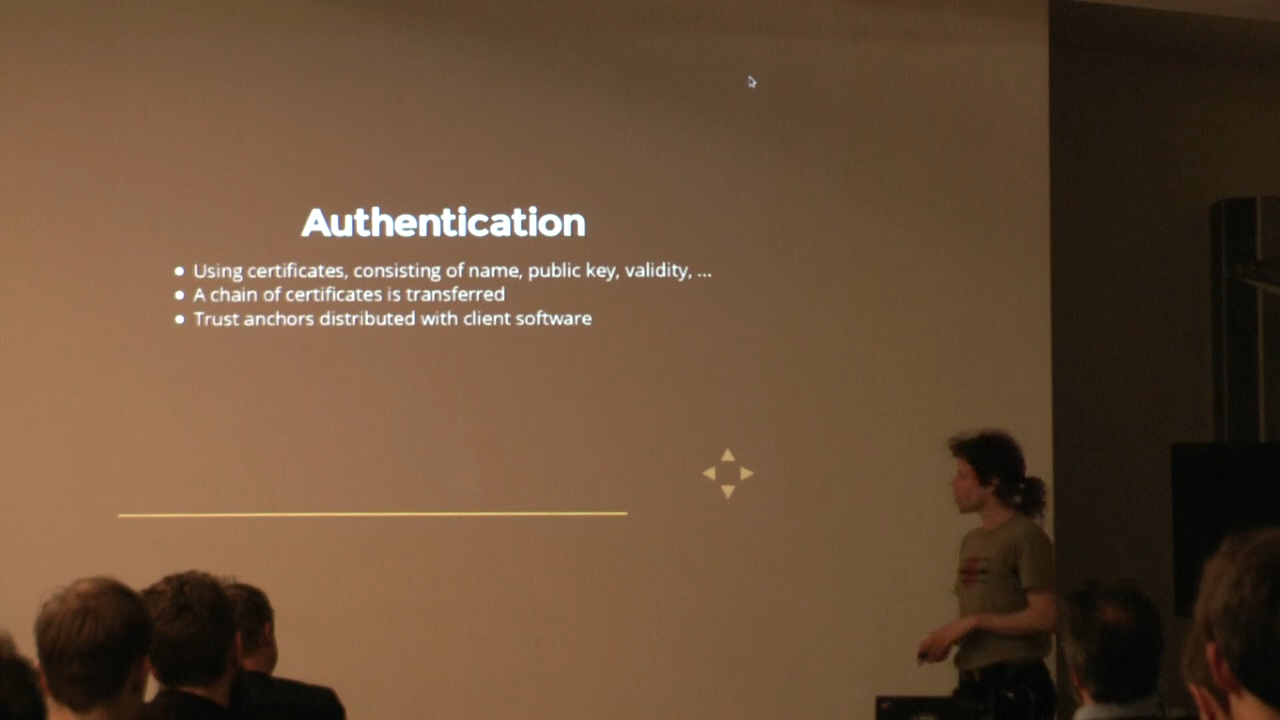 Authentication
Using certificates, consisting of name, public key, validity, ...
A chain of certificates is transferred
Trust anchors distributed with client software